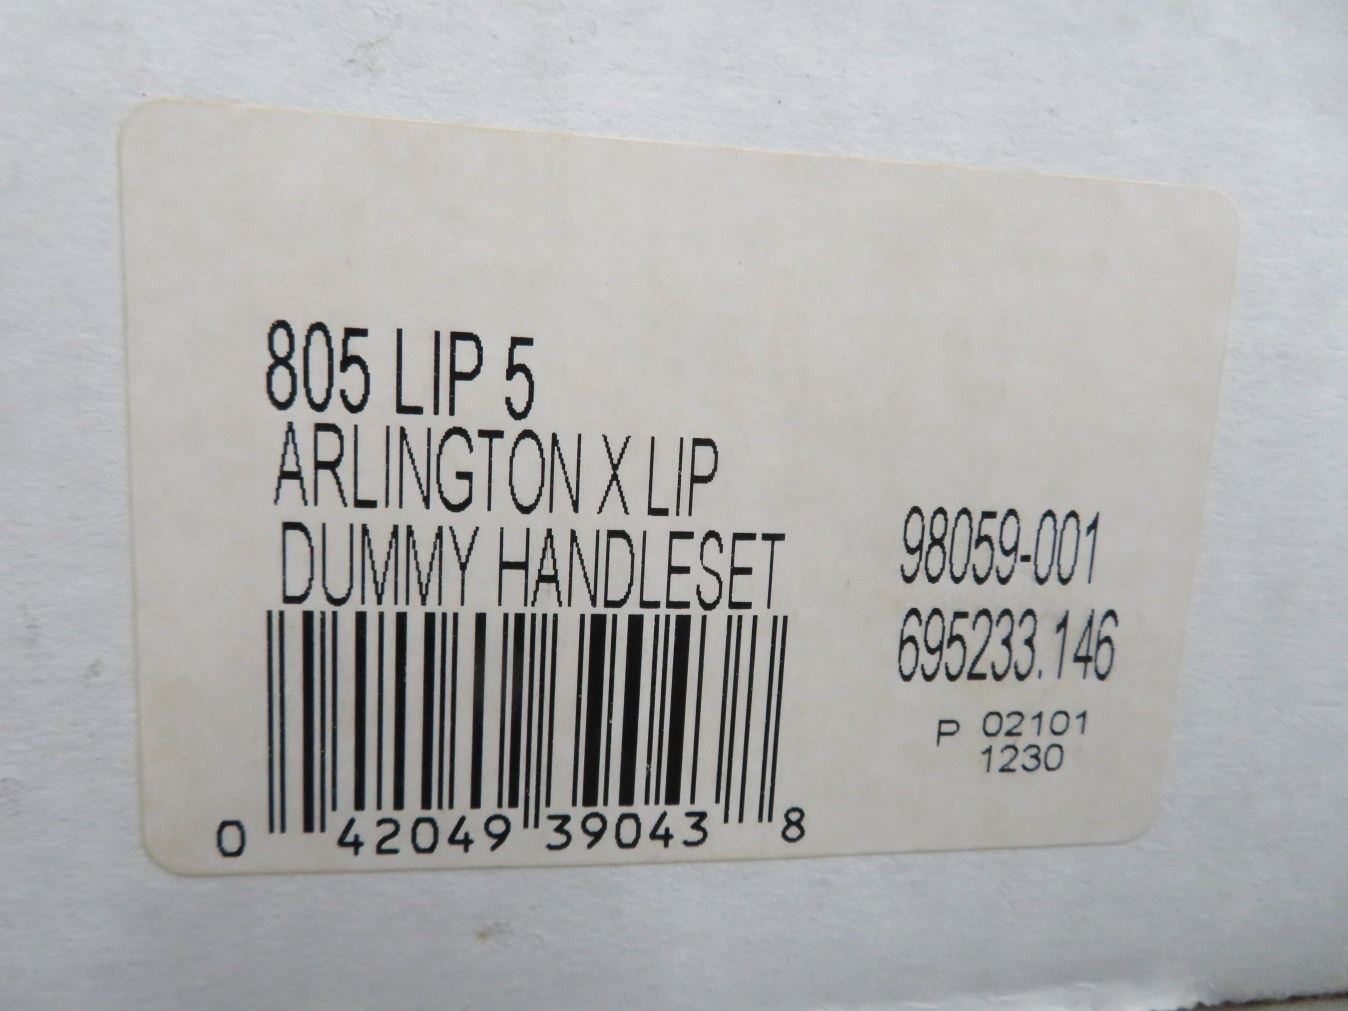 805 LIP 5
ARLINGTON X LIP
DUMMY HANDLESET
0 42049 39043 8
98059-001
695233.146
P 02101
1230